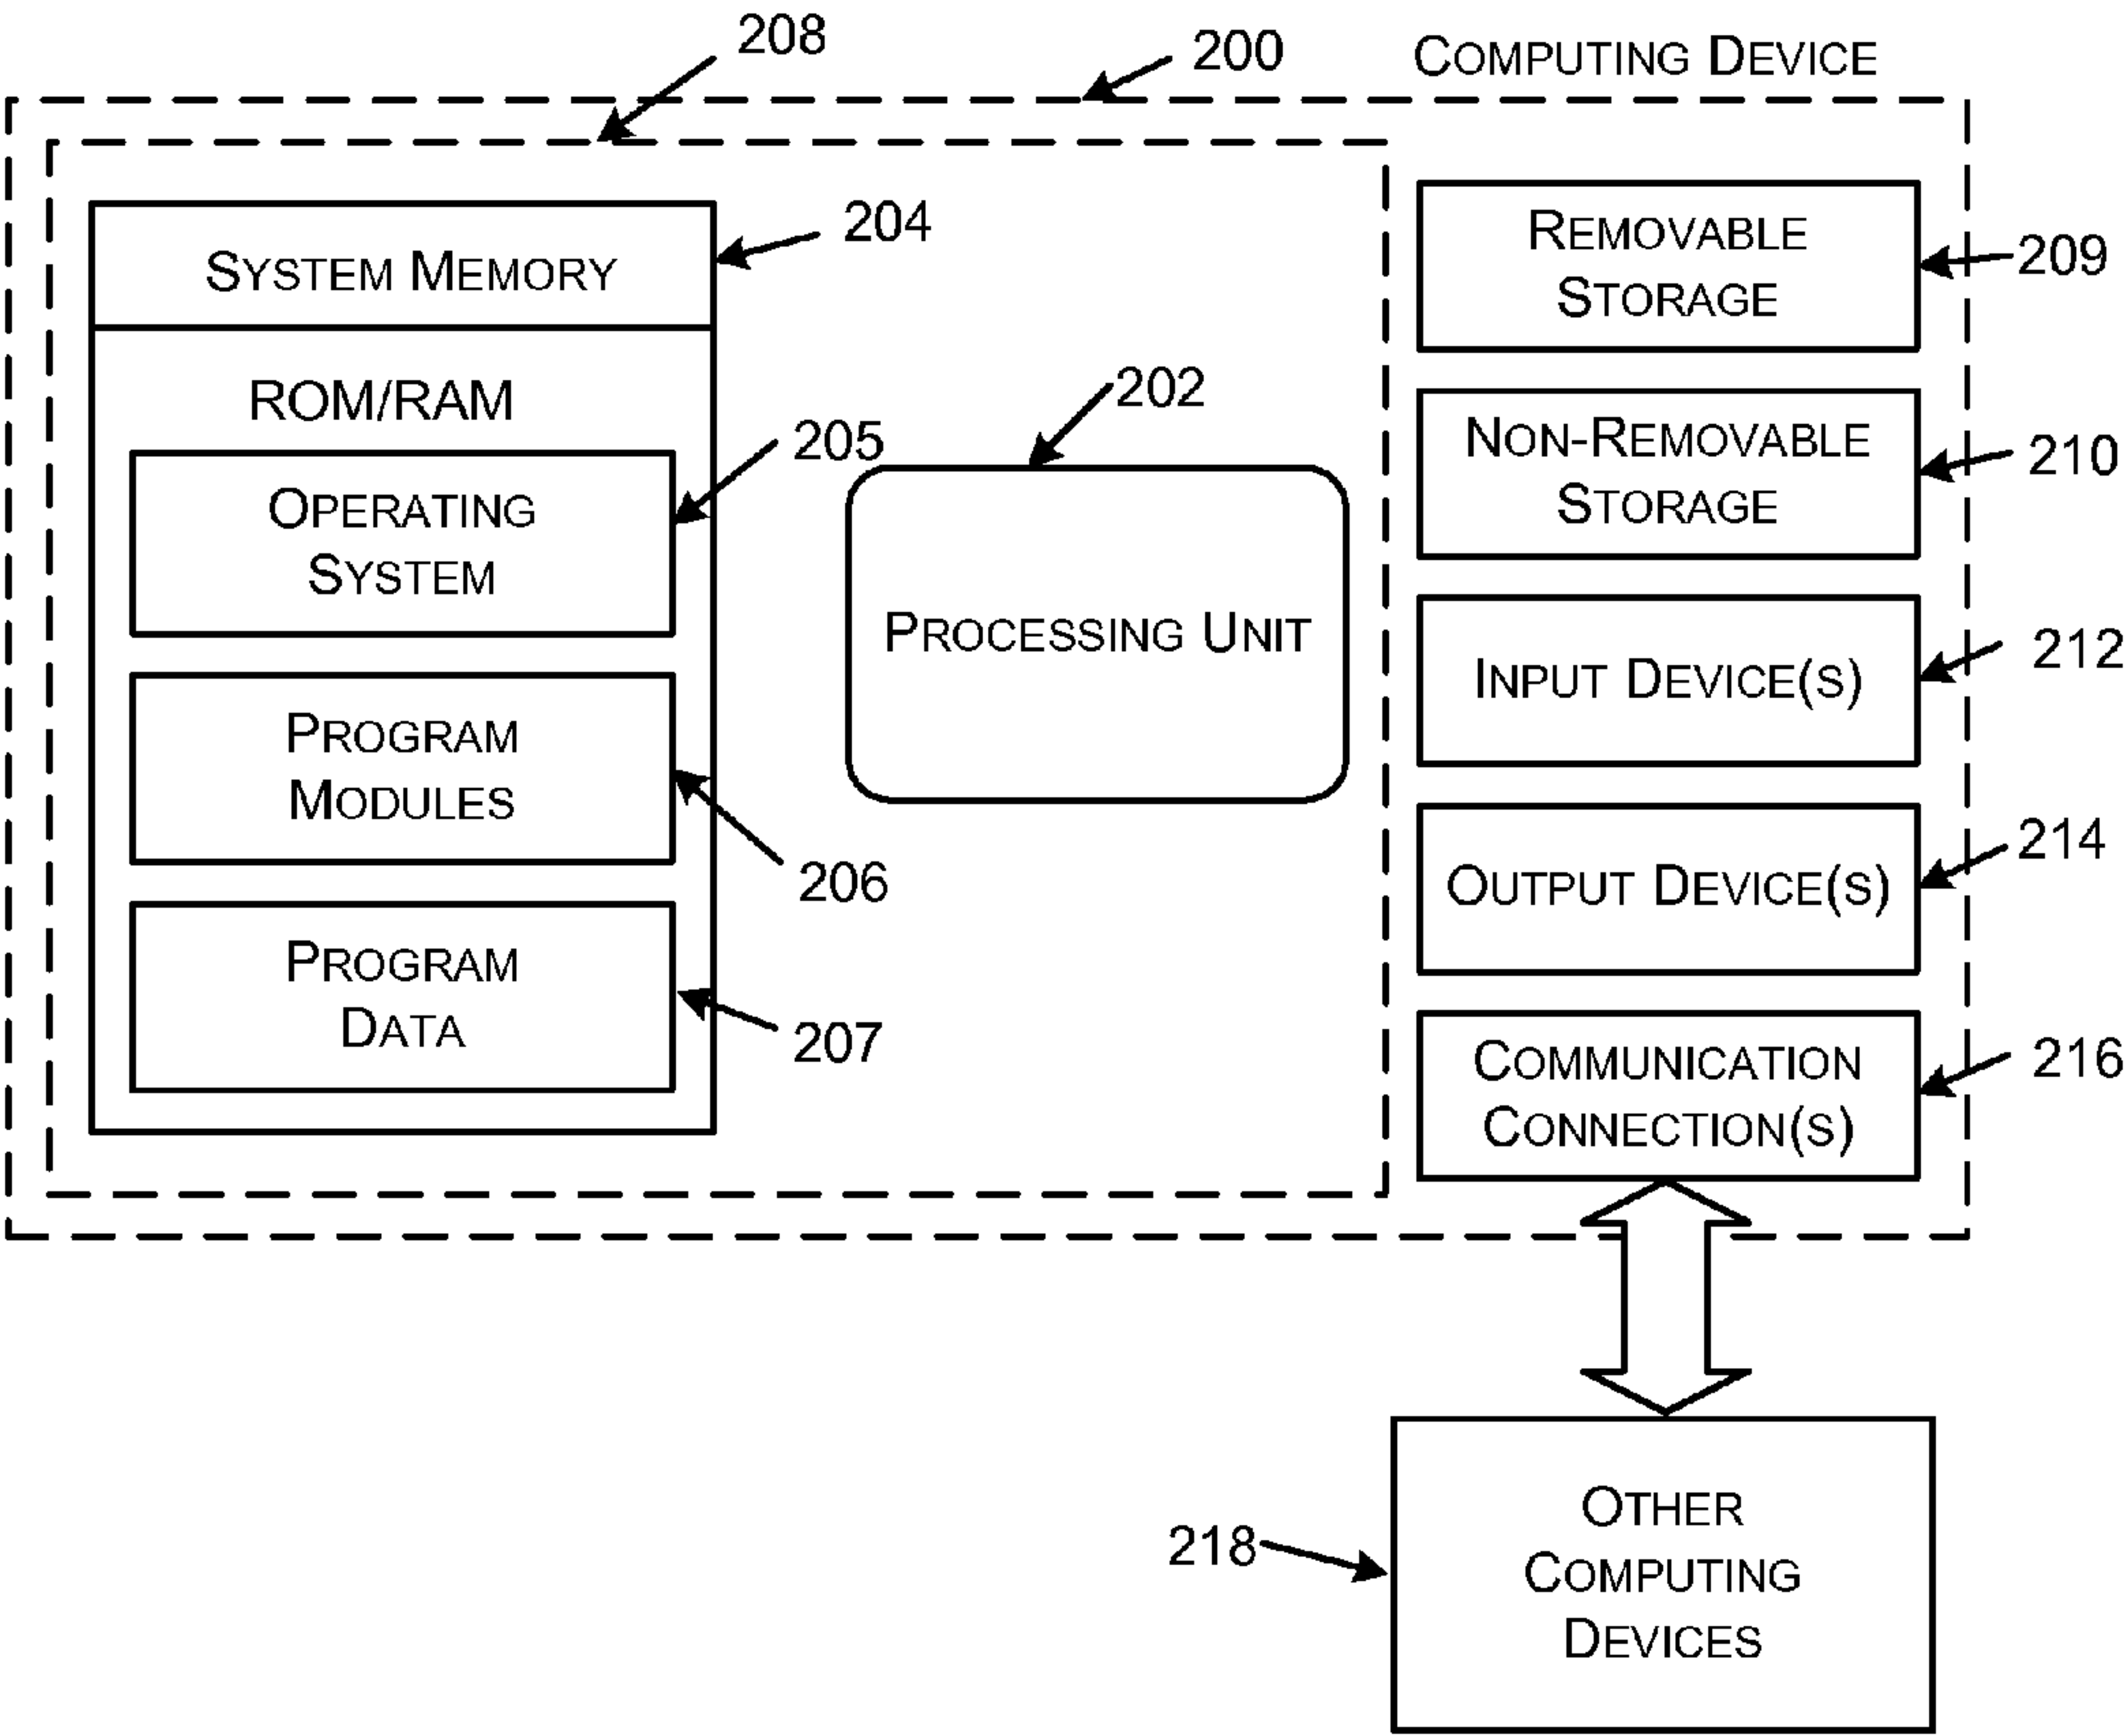 208
200
COMPUTING DEVICE
SYSTEM MEMORY
204
ROM/RAM
OPERATING
SYSTEM
205
PROGRAM
MODULES
206
PROGRAM
DATA
207
202
PROCESSING UNIT
REMOVABLE
STORAGE
209
NON-REMOVABLE
STORAGE
210
INPUT DEVICE(S)
212
OUTPUT DEVICE(S)
214
COMMUNICATION
CONNECTION(S)
216
218
OTHER
COMPUTING
DEVICES